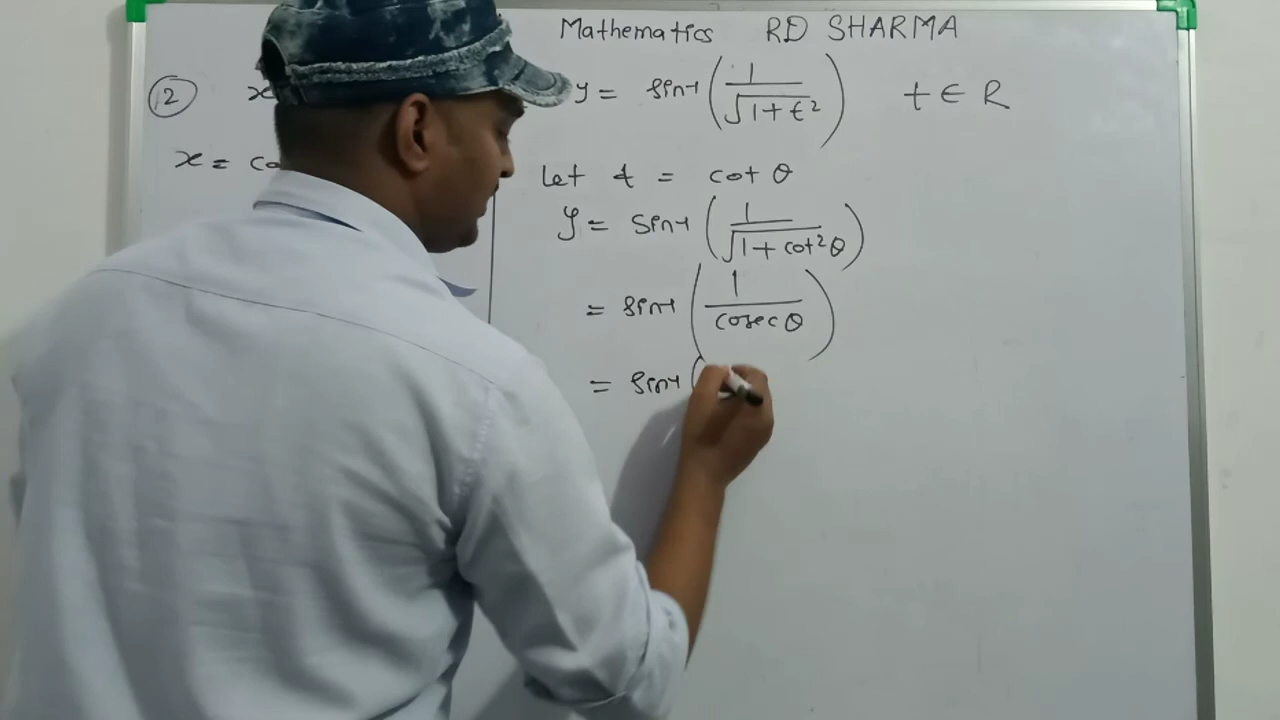 Mathematics RD SHARMA
② x y = sin-1 (1/√1+t²) t ∈ R
x = co
Let t = cot θ
y = sin-1 (1/√1+cot²θ)
= sin-1 (1/cosec θ)
= sin-1 (